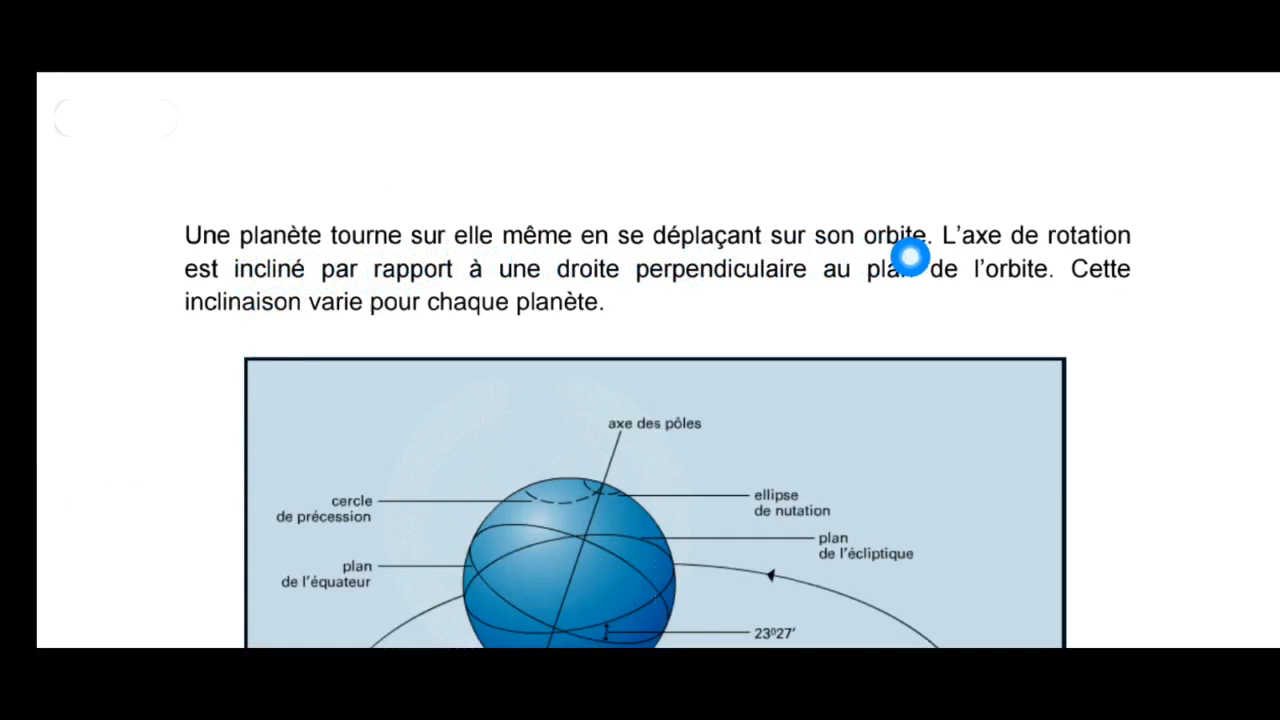 Une planète tourne sur elle même en se déplaçant sur son orbite. L'axe de rotation
est incliné par rapport à une droite perpendiculaire au plan de l'orbite. Cette
inclinaison varie pour chaque planète.
axe des pôles
cercle
de précession
ellipse
de nutation
plan
de l'écliptique
plan
de l'équateur
23º27'